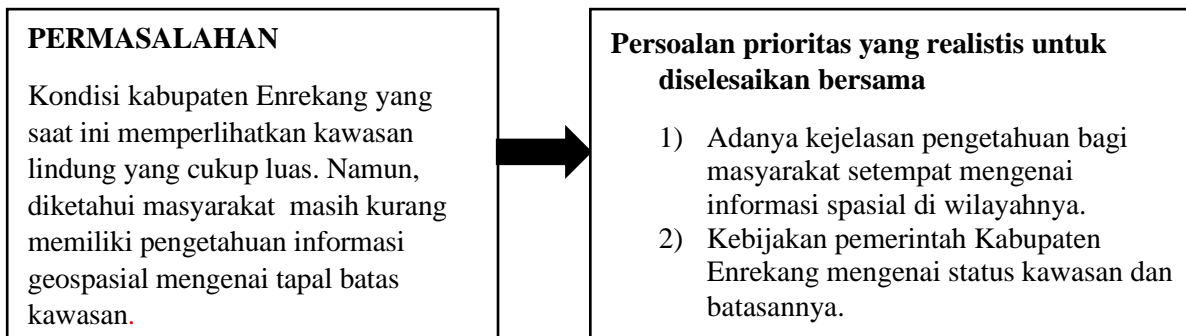 PERMASALAHAN
Kondisi kabupaten Enrekang yang
saat ini memperlihatkan kawasan
lindung yang cukup luas. Namun,
diketahui masyarakat masih kurang
memiliki pengetahuan informasi
geospasial mengenai tapal batas
kawasan.
Persoalan prioritas yang realistis untuk
diselesaikan bersama
1) Adanya kejelasan pengetahuan bagi
masyarakat setempat mengenai
informasi spasial di wilayahnya.
2) Kebijakan pemerintah Kabupaten
Enrekang mengenai status kawasan dan
batasannya.